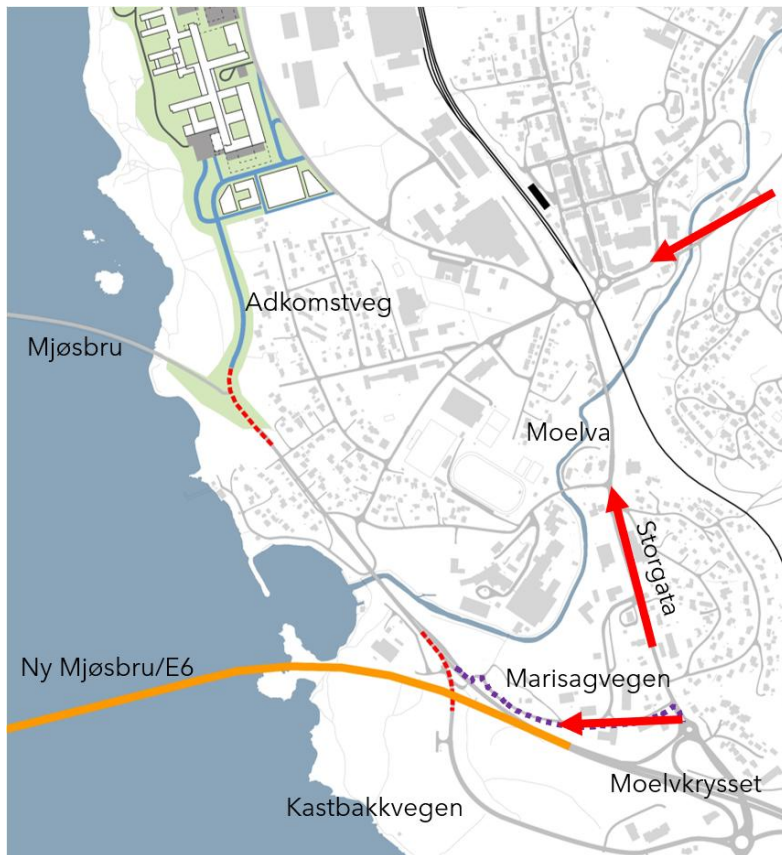 Adkomstveg
Mjøsbru
Moelva
Storgata
Ny Mjøsbru/E6
Marisagvegen
Moelvkrysset
Kastbakkvegen